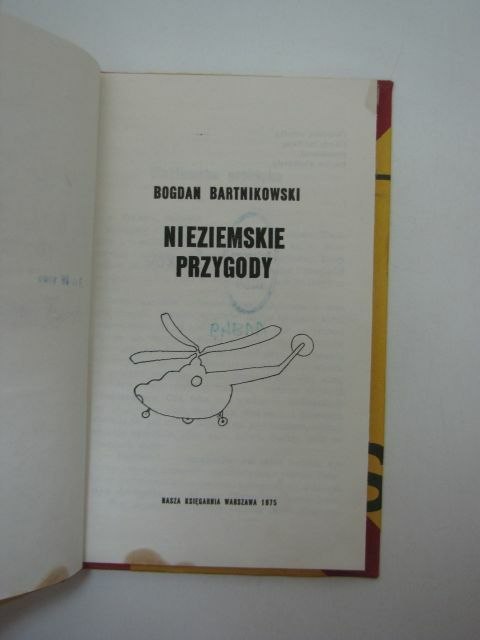 BOGDAN BARTNIKOWSKI
NIEZIEMSKIE
PRZYGODY
NASZA KSIĘGARNIA WARSZAWA 1975